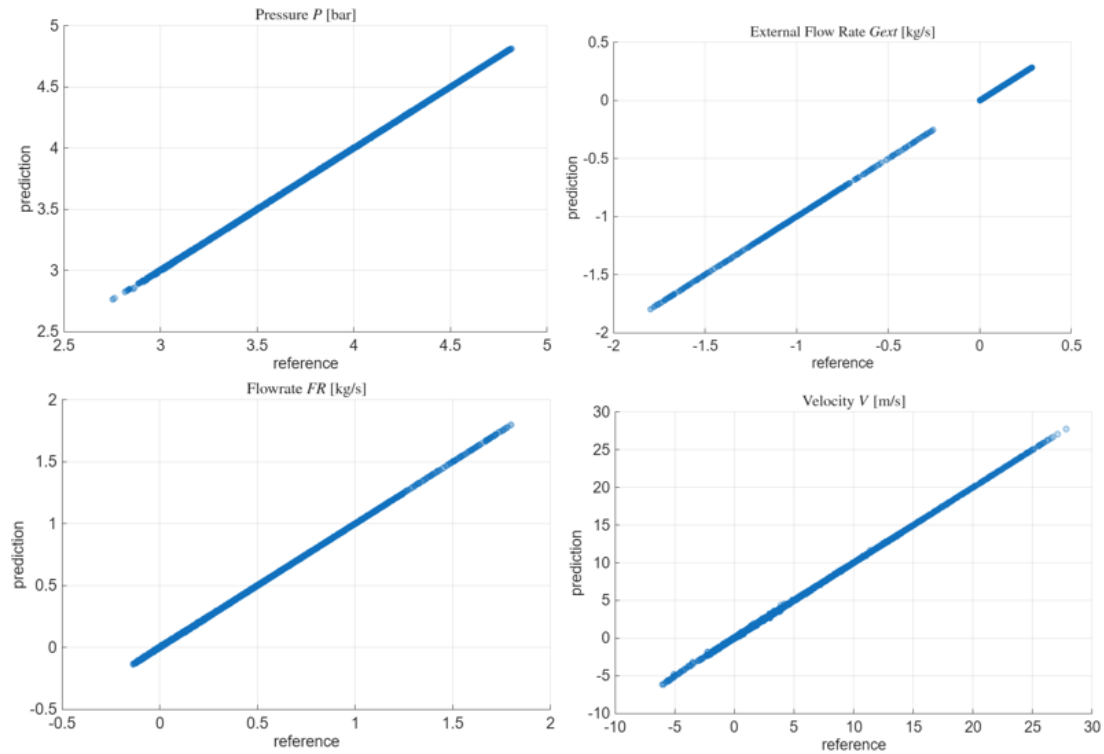 Pressure P [bar]
5
4.5
4
3.5
3
2.5
prediction
2.5 3 3.5 4 4.5 5
reference
External Flow Rate Gext [kg/s]
0.5
0
-0.5
-1
-1.5
-2
prediction
-2 -1.5 -1 -0.5 0 0.5
reference
Flowrate FR [kg/s]
2
1.5
1
0.5
0
-0.5
prediction
-0.5 0 0.5 1 1.5 2
reference
Velocity V [m/s]
30
25
20
15
10
5
0
-5
-10
prediction
-10 -5 0 5 10 15 20 25 30
reference